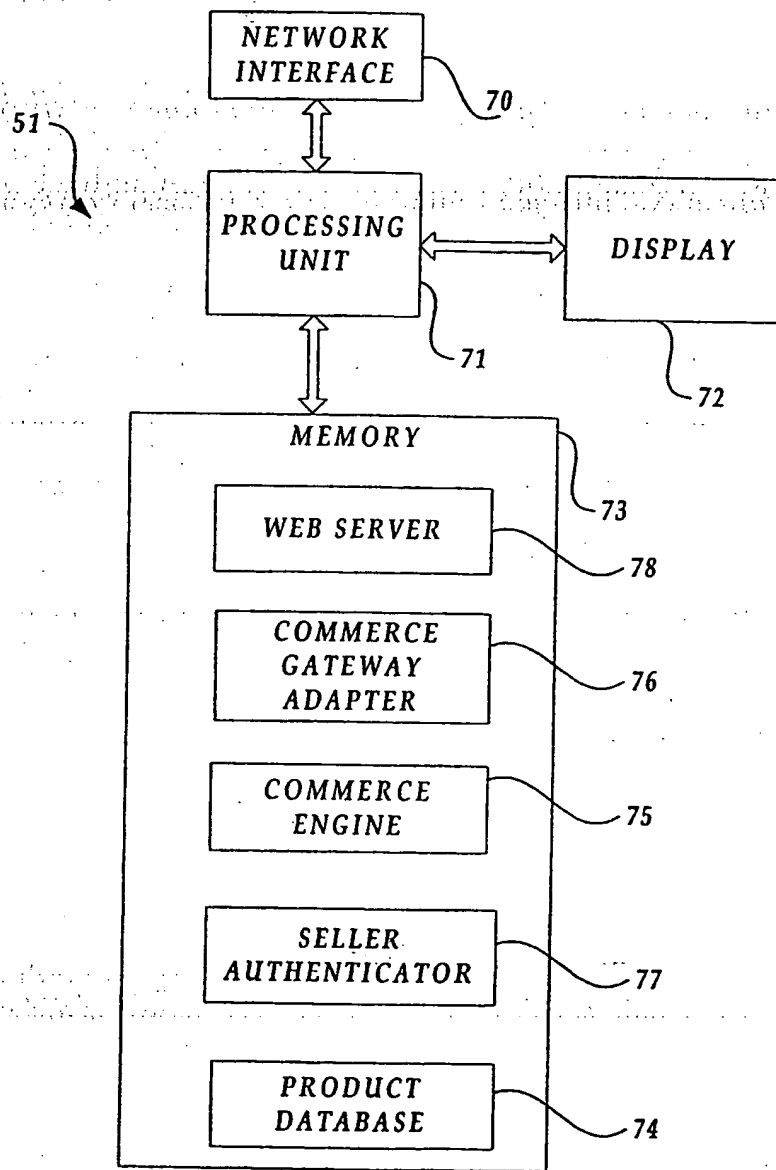 NETWORK
INTERFACE
70
51
PROCESSING
UNIT
71
DISPLAY
72
MEMORY
73
WEB SERVER
78
COMMERCE
GATEWAY
ADAPTER
76
COMMERCE
ENGINE
75
SELLER
AUTHENTICATOR
77
PRODUCT
DATABASE
74